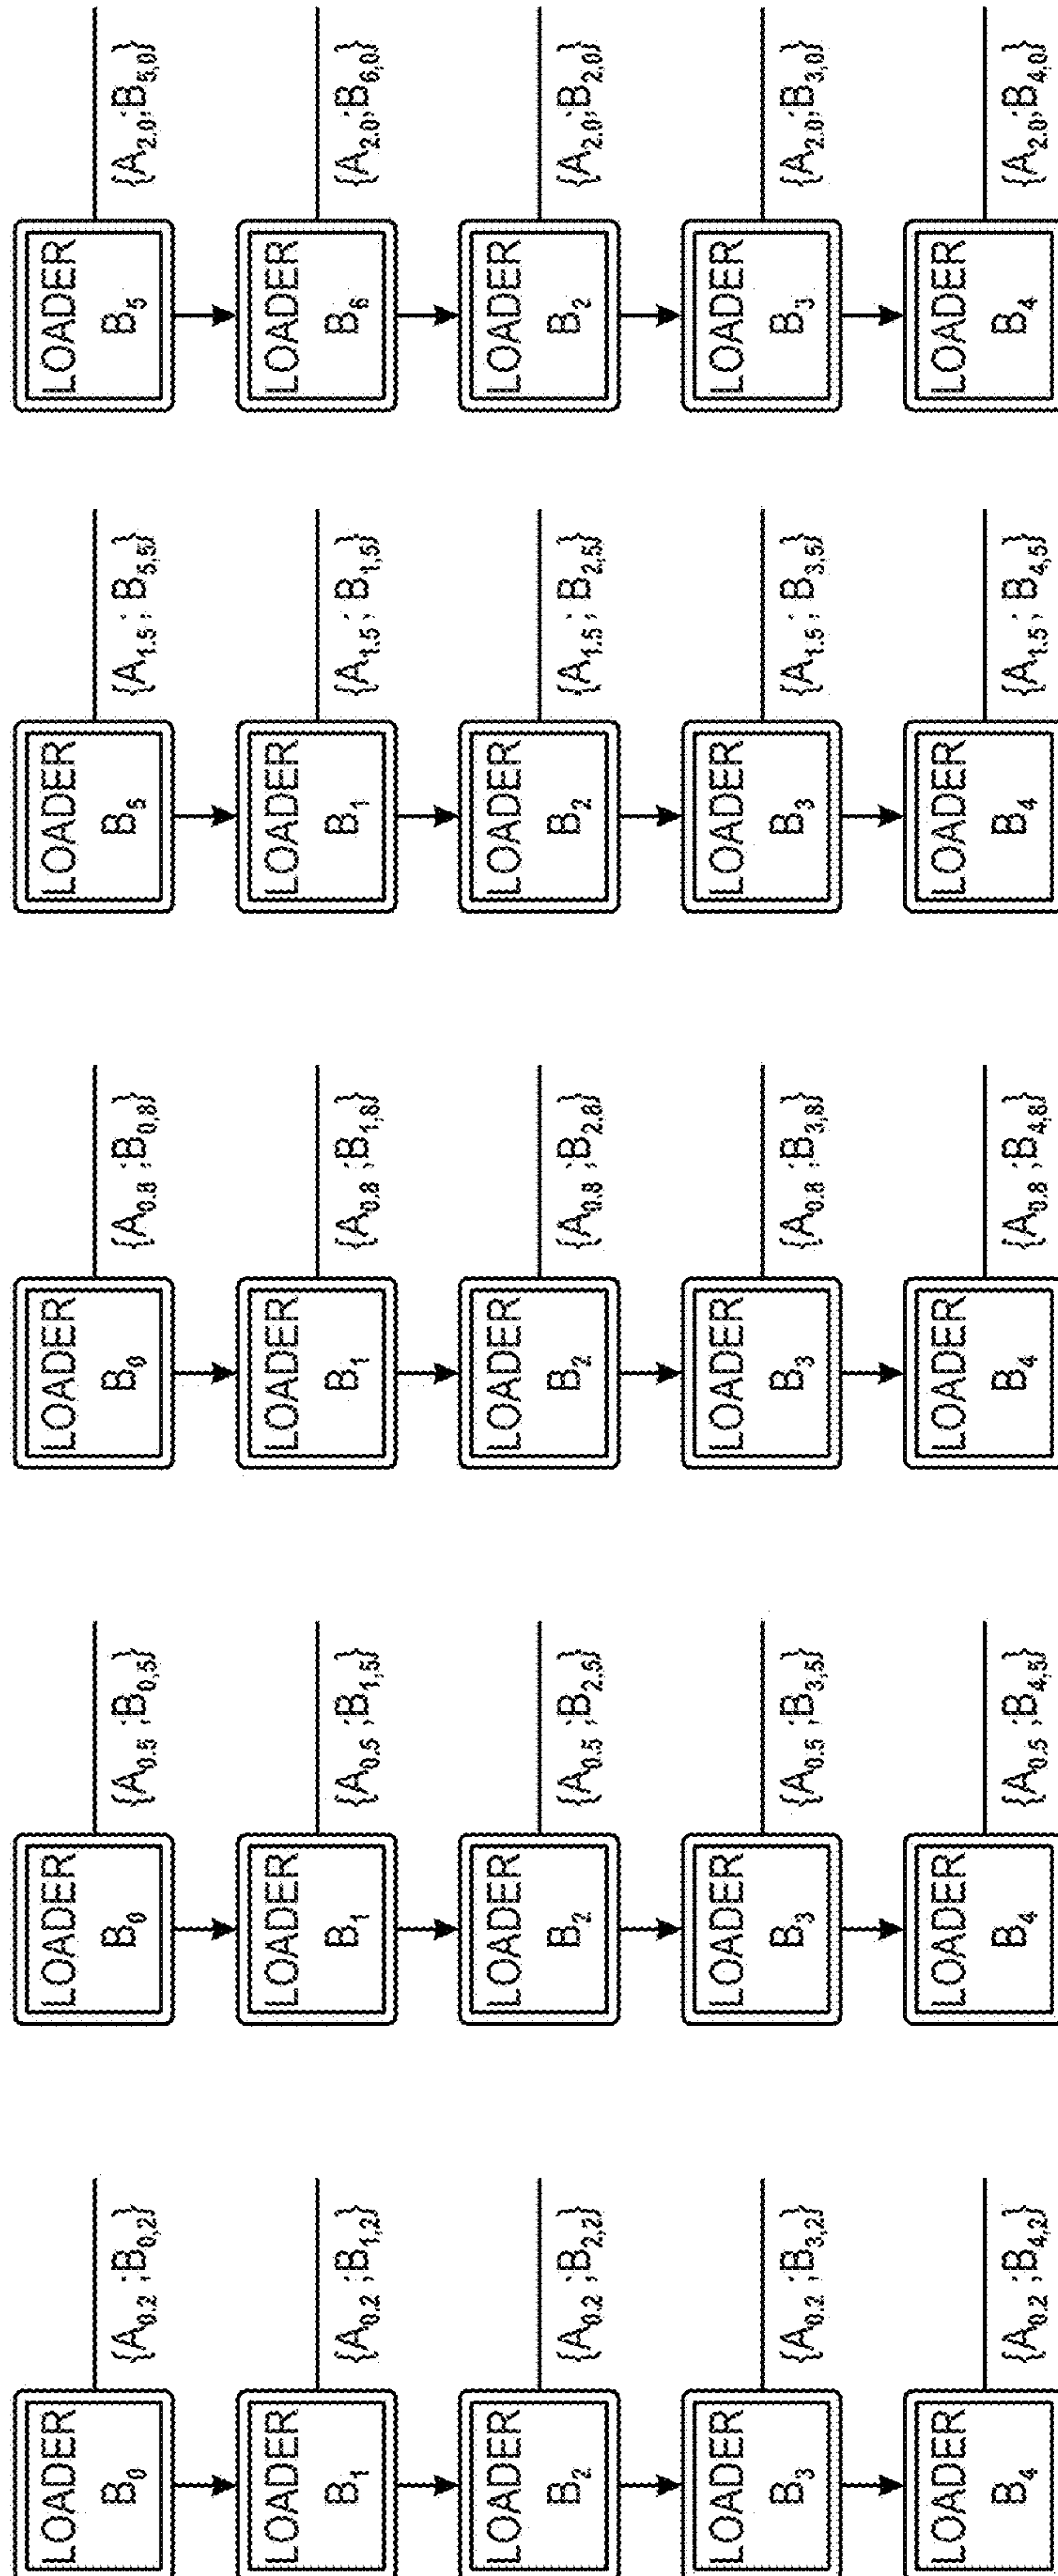 LOADER
B₀
{A₀.₂ ;B₀,₂}
LOADER
B₀
{A₀.₅ ;B₀,₅}
LOADER
B₀
{A₀.₈ ;B₀,₈}
LOADER
B₅
{A₁.₅ ; B₅,₅}
LOADER
B₅
{A₂.₀;B₅,₀}
LOADER
B₁
{A₀.₂ ;B₁,₂}
LOADER
B₁
{A₀.₅ ;B₁,₅}
LOADER
B₁
{A₀.₈ ;B₁,₈}
LOADER
B₁
{A₁.₅ ; B₁,₅}
LOADER
B₆
{A₂.₀;B₆,₀}
LOADER
B₂
{A₀.₂ ;B₂,₂}
LOADER
B₂
{A₀.₅ ;B₂,₅}
LOADER
B₂
{A₀.₈ ;B₂,₈}
LOADER
B₂
{A₁.₅ ; B₂,₅}
LOADER
B₂
{A₂.₀;B₂,₀}
LOADER
B₃
{A₀.₂ ;B₃,₂}
LOADER
B₃
{A₀.₅ ;B₃,₅}
LOADER
B₃
{A₀.₈ ;B₃,₈}
LOADER
B₃
{A₁.₅ ; B₃,₅}
LOADER
B₃
{A₂.₀;B₃,₀}
LOADER
B₄
{A₀.₂ ;B₄,₂}
LOADER
B₄
{A₀.₅ ;B₄,₅}
LOADER
B₄
{A₀.₈ ;B₄,₈}
LOADER
B₄
{A₁.₅ ; B₄,₅}
LOADER
B₄
{A₂.₀;B₄,₀}